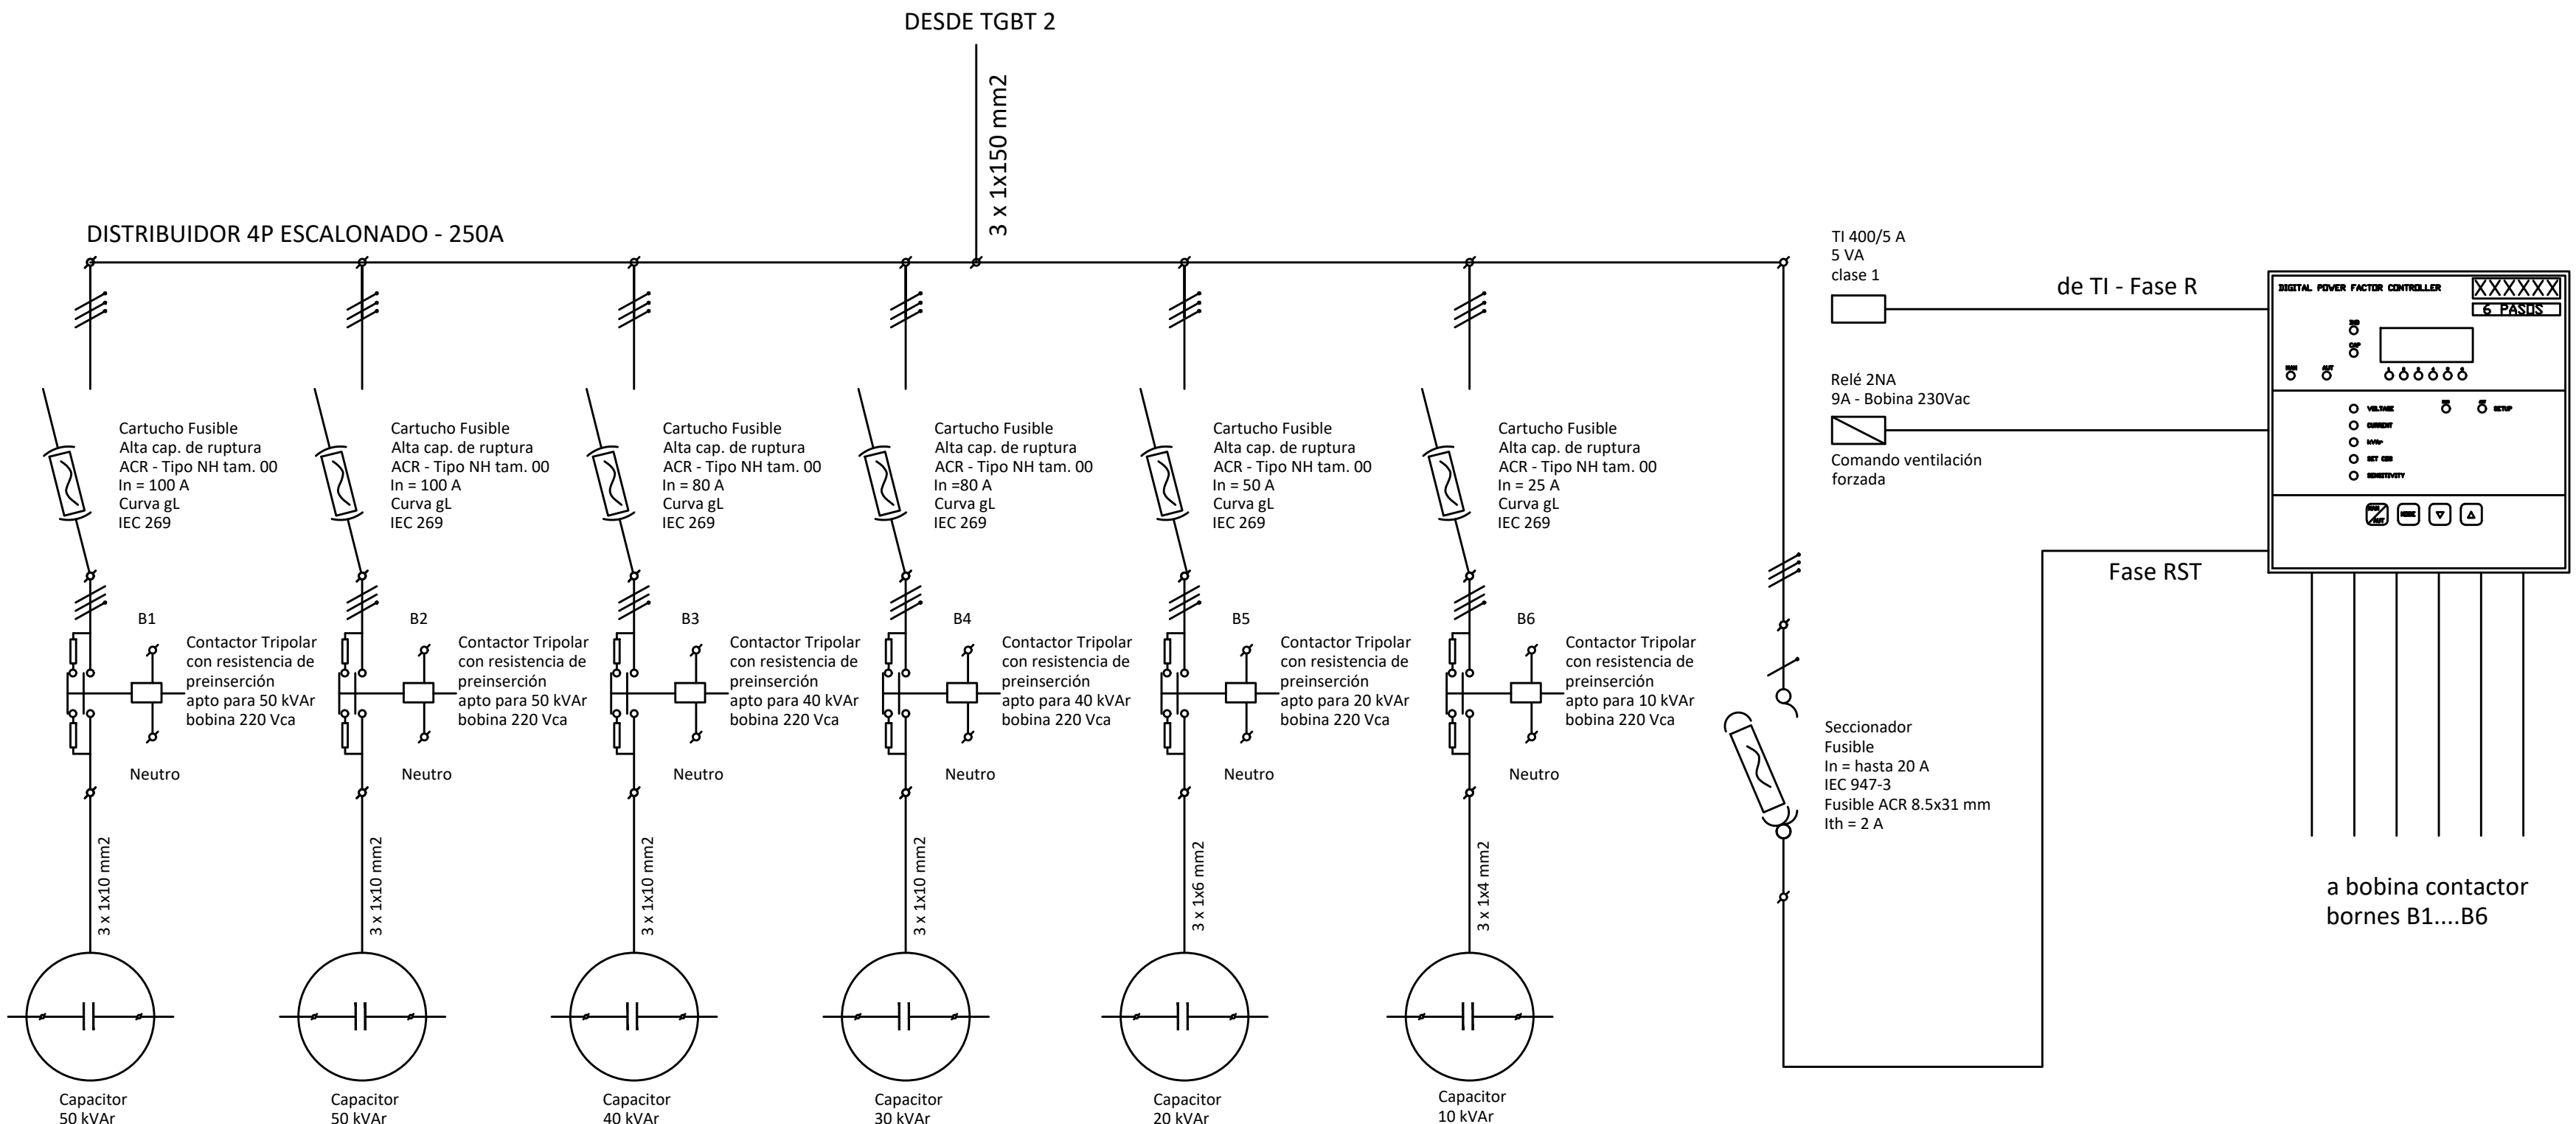 DESDE TGBT 2
3 x 1x150 mm2
DISTRIBUIDOR 4P ESCALONADO - 250A
Cartucho Fusible
Alta cap. de ruptura
ACR - Tipo NH tam. 00
In = 100 A
Curva gL
IEC 269
Cartucho Fusible
Alta cap. de ruptura
ACR - Tipo NH tam. 00
In = 100 A
Curva gL
IEC 269
Cartucho Fusible
Alta cap. de ruptura
ACR - Tipo NH tam. 00
In = 80 A
Curva gL
IEC 269
Cartucho Fusible
Alta cap. de ruptura
ACR - Tipo NH tam. 00
In =80 A
Curva gL
IEC 269
Cartucho Fusible
Alta cap. de ruptura
ACR - Tipo NH tam. 00
In = 50 A
Curva gL
IEC 269
Cartucho Fusible
Alta cap. de ruptura
ACR - Tipo NH tam. 00
In = 25 A
Curva gL
IEC 269
B1
Contactor Tripolar
con resistencia de
preinserción
apto para 50 kVAr
bobina 220 Vca
Neutro
B2
Contactor Tripolar
con resistencia de
preinserción
apto para 50 kVAr
bobina 220 Vca
Neutro
B3
Contactor Tripolar
con resistencia de
preinserción
apto para 40 kVAr
bobina 220 Vca
Neutro
B4
Contactor Tripolar
con resistencia de
preinserción
apto para 40 kVAr
bobina 220 Vca
Neutro
B5
Contactor Tripolar
con resistencia de
preinserción
apto para 20 kVAr
bobina 220 Vca
Neutro
B6
Contactor Tripolar
con resistencia de
preinserción
apto para 10 kVAr
bobina 220 Vca
Neutro
3 x 1x10 mm2
3 x 1x10 mm2
3 x 1x10 mm2
3 x 1x10 mm2
3 x 1x6 mm2
3 x 1x4 mm2
Capacitor
50 kVAr
Capacitor
50 kVAr
Capacitor
40 kVAr
Capacitor
30 kVAr
Capacitor
20 kVAr
Capacitor
10 kVAr
TI 400/5 A
5 VA
clase 1
de TI - Fase R
Relé 2NA
9A - Bobina 230Vac
Comando ventilación
forzada
Fase RST
Seccionador
Fusible
In = hasta 20 A
IEC 947-3
Fusible ACR 8.5x31 mm
Ith = 2 A
DIGITAL POWER FACTOR CONTROLLER
XXXXXX
6 PASOS
IND
CAP
MAN
AUT
VOLTAGE
SETUP
CURRENT
kVAr
SET COS
SENSITIVITY
MAN
AUT
MODE
a bobina contactor
bornes B1....B6